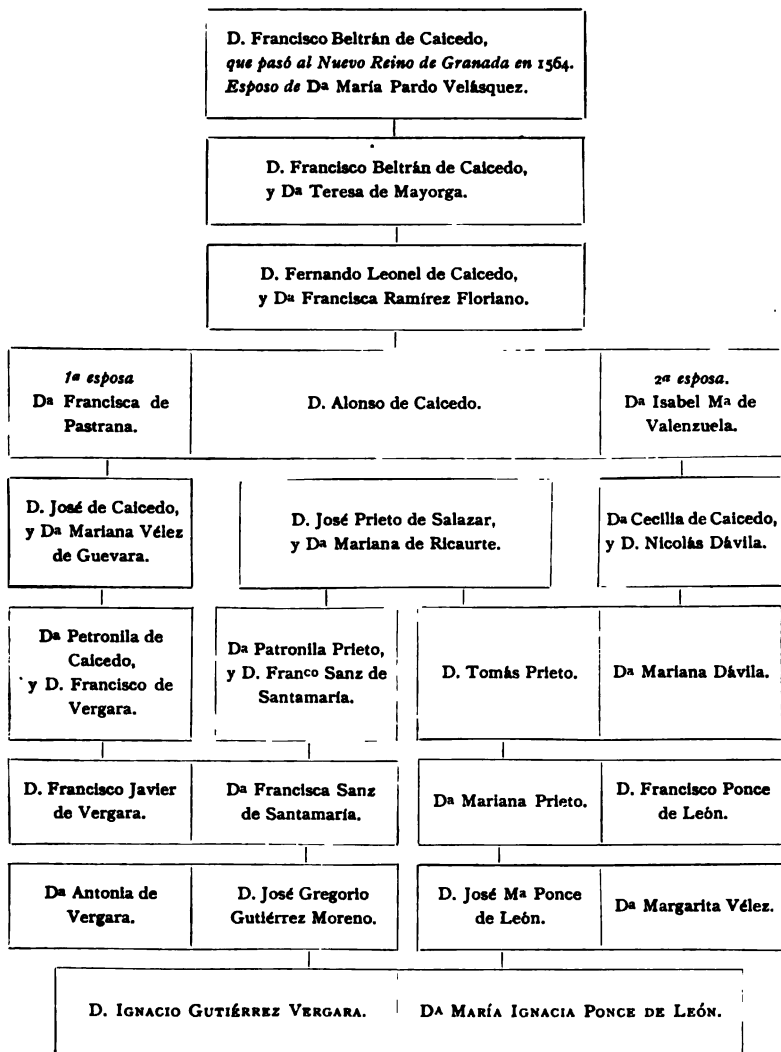 D. Francisco Beltrán de Caicedo,
que pasó al Nuevo Reino de Granada en 1564.
Esposo de Dª María Pardo Velásquez.
D. Francisco Beltrán de Caicedo,
y Dª Teresa de Mayorga.
D. Fernando Leonel de Caicedo,
y Dª Francisca Ramírez Floriano.
1ª esposa
Dª Francisca de
Pastrana.
D. Alonso de Caicedo.
2ª esposa.
Dª Isabel Mª de
Valenzuela.
D. José de Caicedo,
y Dª Mariana Vélez
de Guevara.
D. José Prieto de Salazar,
y Dª Mariana de Ricaurte.
Dª Cecilia de Caicedo,
y D. Nicolás Dávila.
Dª Petronila de
Caicedo,
y D. Francisco de
Vergara.
Dª Patronila Prieto,
y D. Franco Sanz de
Santamaría.
D. Tomás Prieto.
Dª Mariana Dávila.
D. Francisco Javier
de Vergara.
Dª Francisca Sanz
de Santamaría.
Dª Mariana Prieto.
D. Francisco Ponce
de León.
Dª Antonia de
Vergara.
D. José Gregorio
Gutiérrez Moreno.
D. José Mª Ponce
de León.
Dª Margarita Vélez.
D. IGNACIO GUTIÉRREZ VERGARA.
Dª MARÍA IGNACIA PONCE DE LEÓN.